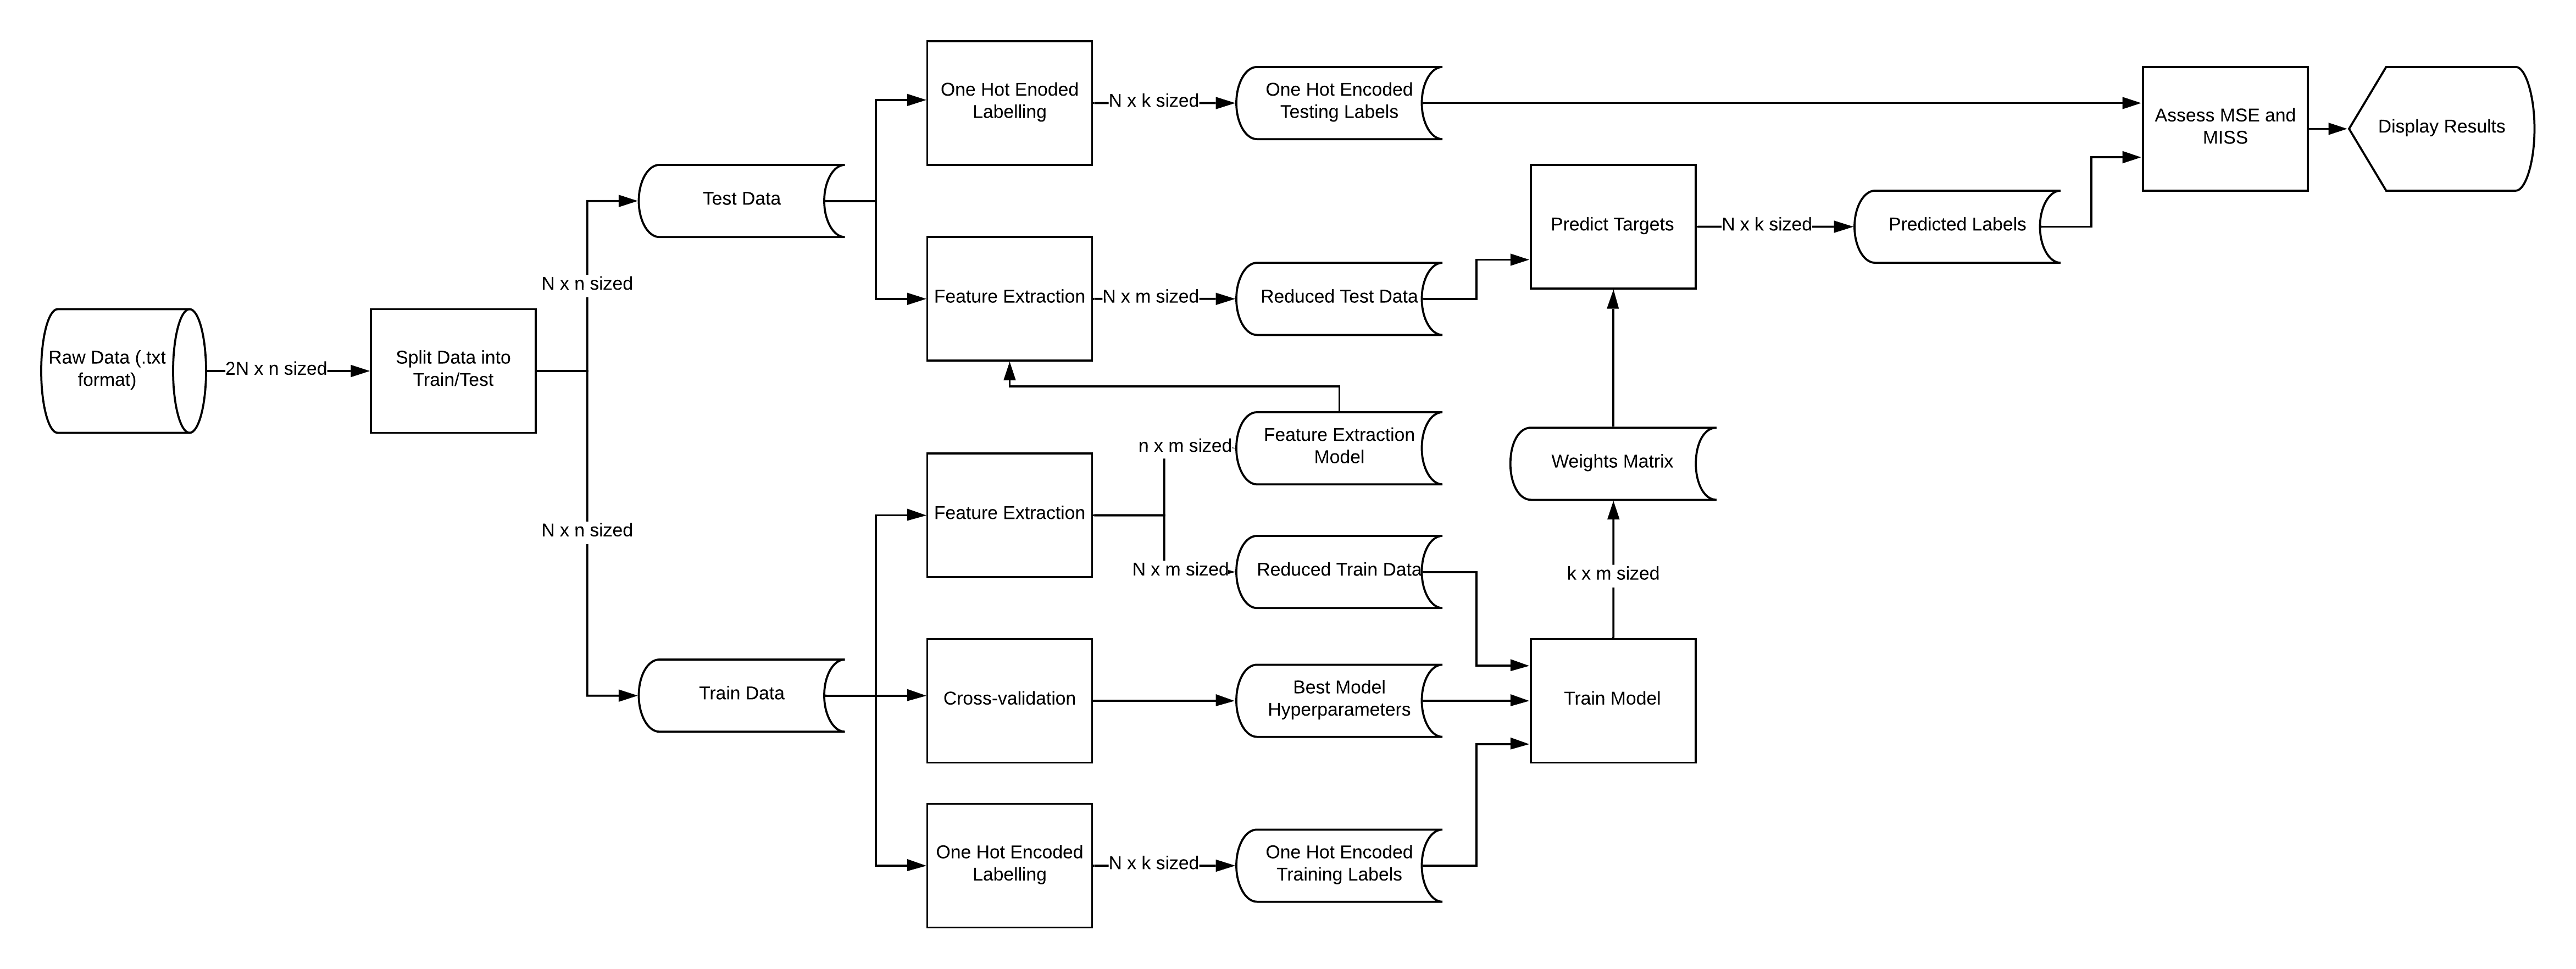 One Hot Enoded
Labelling
N x k sized
One Hot Encoded
Testing Labels
Assess MSE and
MISS
Display Results
Test Data
Predict Targets
N x k sized
Predicted Labels
N x n sized
Feature Extraction
N x m sized
Reduced Test Data
Raw Data (.txt
format)
2N x n sized
Split Data into
Train/Test
n x m sized
Feature Extraction
Model
Weights Matrix
N x n sized
Feature Extraction
N x m sized
Reduced Train Data
k x m sized
Train Data
Cross-validation
Best Model
Hyperparameters
Train Model
One Hot Encoded
Labelling
N x k sized
One Hot Encoded
Training Labels